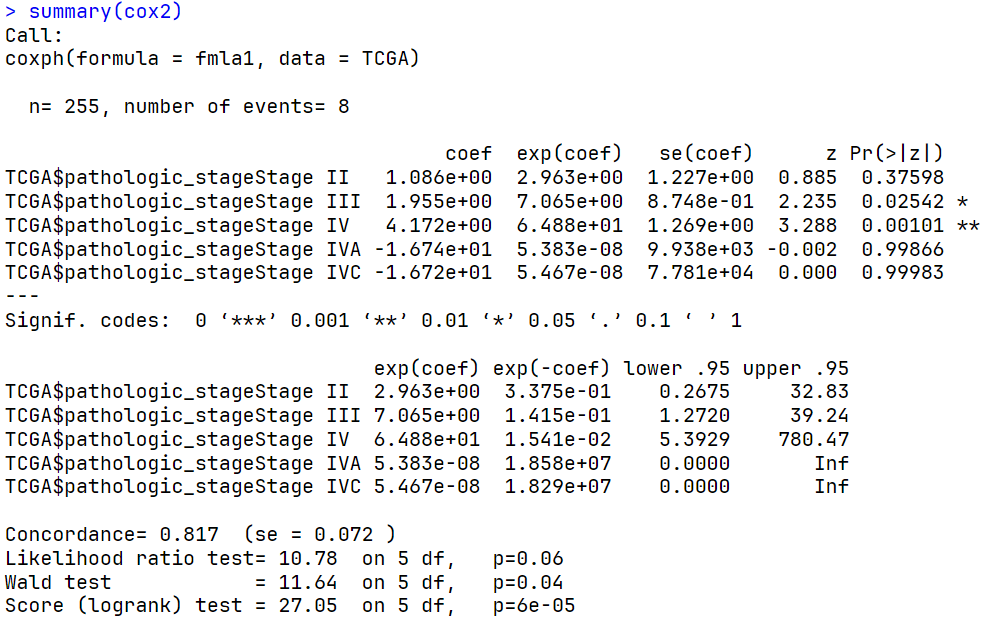 > summary(cox2)
Call:
coxph(formula = fmla1, data = TCGA)

  n= 255, number of events= 8

                                     coef  exp(coef)   se(coef)      z Pr(>|z|)
TCGA$pathologic_stageStage II   1.086e+00  2.963e+00  1.227e+00  0.885  0.37598
TCGA$pathologic_stageStage III  1.955e+00  7.065e+00  8.748e-01  2.235  0.02542 *
TCGA$pathologic_stageStage IV   4.172e+00  6.488e+01  1.269e+00  3.288  0.00101 **
TCGA$pathologic_stageStage IVA -1.674e+01  5.383e-08  9.938e+03 -0.002  0.99866
TCGA$pathologic_stageStage IVC -1.672e+01  5.467e-08  7.781e+04  0.000  0.99983
---
Signif. codes:  0 ‘***’ 0.001 ‘**’ 0.01 ‘*’ 0.05 ‘.’ 0.1 ‘ ’ 1

                               exp(coef) exp(-coef) lower .95 upper .95
TCGA$pathologic_stageStage II  2.963e+00  3.375e-01    0.2675     32.83
TCGA$pathologic_stageStage III 7.065e+00  1.415e-01    1.2720     39.24
TCGA$pathologic_stageStage IV  6.488e+01  1.541e-02    5.3929    780.47
TCGA$pathologic_stageStage IVA 5.383e-08  1.858e+07    0.0000       Inf
TCGA$pathologic_stageStage IVC 5.467e-08  1.829e+07    0.0000       Inf

Concordance= 0.817  (se = 0.072 )
Likelihood ratio test= 10.78  on 5 df,   p=0.06
Wald test            = 11.64  on 5 df,   p=0.04
Score (logrank) test = 27.05  on 5 df,   p=6e-05